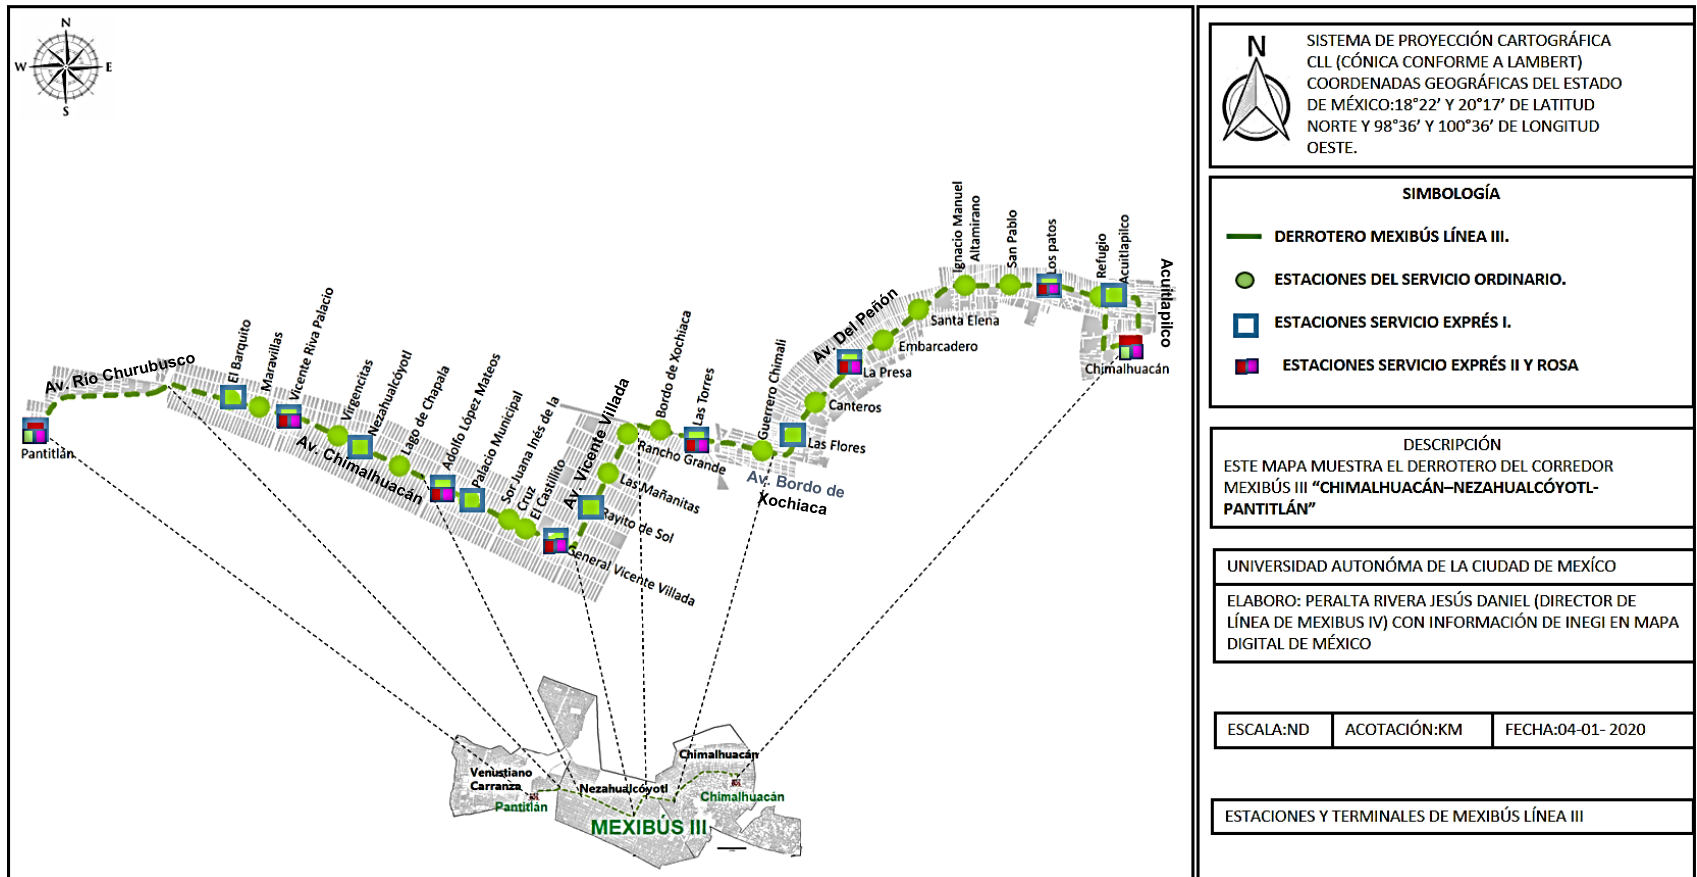 N
W
E
S
Av. Río Churubusco
Pantitlán
El Barquito
Maravillas
Vicente Riva Palacio
Virgencitas
Nezahualcóyotl
Av. Chimalhuacán
Lago de Chapala
Adolfo López Mateos
Palacio Municipal
Sor Juana Inés de la
Cruz
El Castillito
General Vicente Villada
Av. Vicente Villada
Rayito de Sol
Las Mañanitas
Rancho Grande
Bordo de Xochiaca
Las Torres
Guerrero Chimalí
Av. Bordo de
Xochiaca
Las Flores
Canteros
Av. Del Peñón
La Presa
Embarcadero
Santa Elena
Ignacio Manuel
Altamirano
San Pablo
Los patos
Refugio
Acuitlapilco
Acuitlapilco
Chimalhuacán
Venustiano
Carranza
Pantitlán
Nezahualcóyotl
Chimalhuacán
Chimalhuacán
MEXIBÚS III
N
SISTEMA DE PROYECCIÓN CARTOGRÁFICA
CLL (CÓNICA CONFORME A LAMBERT)
COORDENADAS GEOGRÁFICAS DEL ESTADO
DE MÉXICO:18°22’ Y 20°17’ DE LATITUD
NORTE Y 98°36’ Y 100°36’ DE LONGITUD
OESTE.
SIMBOLOGÍA
DERROTERO MEXIBÚS LÍNEA III.
ESTACIONES DEL SERVICIO ORDINARIO.
ESTACIONES SERVICIO EXPRÉS I.
ESTACIONES SERVICIO EXPRÉS II Y ROSA
DESCRIPCIÓN
ESTE MAPA MUESTRA EL DERROTERO DEL CORREDOR
MEXIBÚS III “CHIMALHUACÁN–NEZAHUALCÓYOTL-
PANTITLÁN”
UNIVERSIDAD AUTONÓMA DE LA CIUDAD DE MEXÍCO
ELABORO: PERALTA RIVERA JESÚS DANIEL (DIRECTOR DE
LÍNEA DE MEXIBUS IV) CON INFORMACIÓN DE INEGI EN MAPA
DIGITAL DE MÉXICO
ESCALA:ND
ACOTACIÓN:KM
FECHA:04-01- 2020
ESTACIONES Y TERMINALES DE MEXIBÚS LÍNEA III